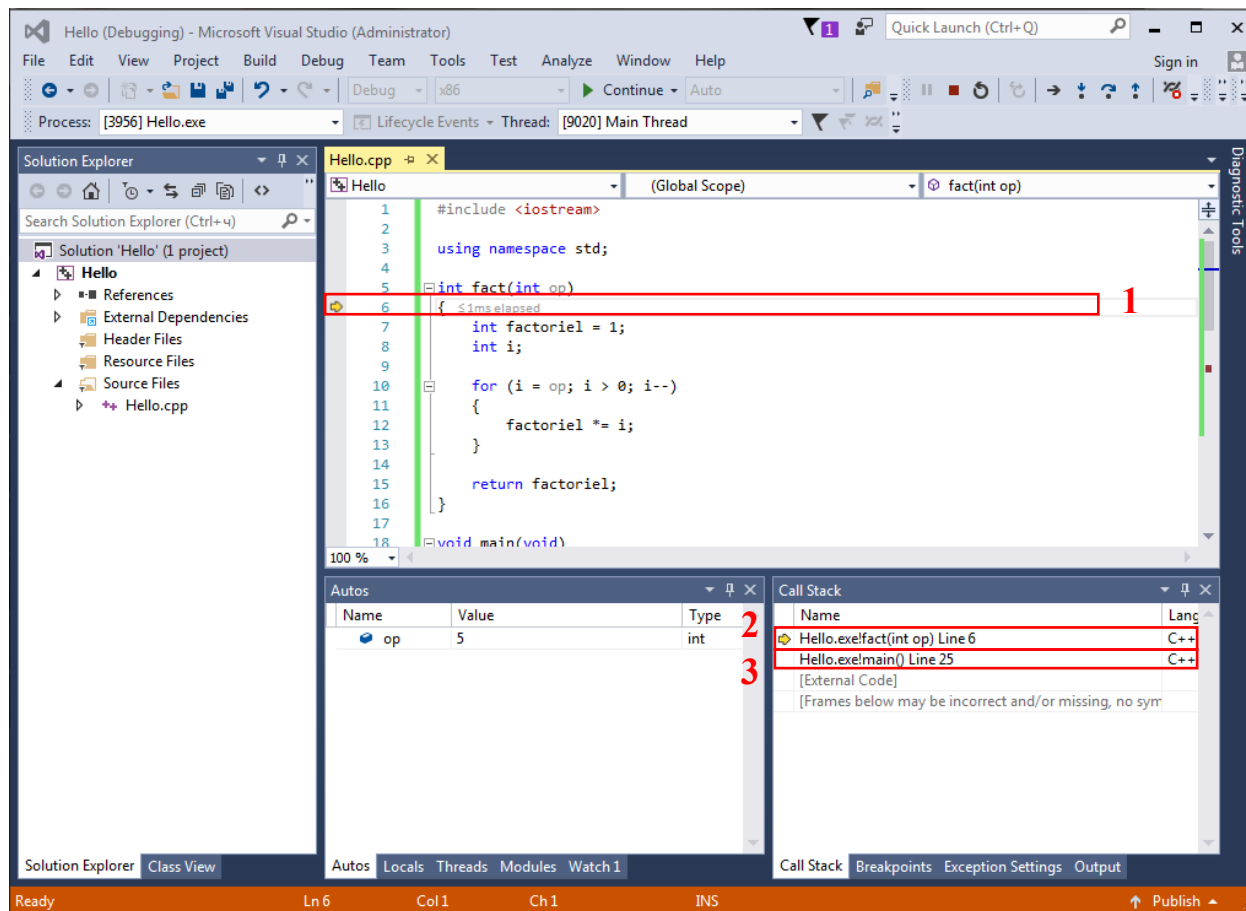 Hello (Debugging) - Microsoft Visual Studio (Administrator)
1
Quick Launch (Ctrl+Q)
File Edit View Project Build Debug Team Tools Test Analyze Window Help
Sign in
Debug x86 Continue Auto
Process: [3956] Hello.exe Lifecycle Events Thread: [9020] Main Thread
Solution Explorer
Search Solution Explorer (Ctrl+ч)
Solution 'Hello' (1 project)
Hello
References
External Dependencies
Header Files
Resource Files
Source Files
Hello.cpp
Solution Explorer Class View
Hello.cpp
Hello (Global Scope) fact(int op)
1 #include <iostream>
2
3 using namespace std;
4
5 int fact(int op)
6 { ≤1ms elapsed
1
7 int factoriel = 1;
8 int i;
9
10 for (i = op; i > 0; i--)
11 {
12 factoriel *= i;
13 }
14
15 return factoriel;
16 }
17
18 void main(void)
100 %
Diagnostic Tools
Autos
Name Value Type
op 5 int
Autos Locals Threads Modules Watch 1
Call Stack
Name Lang
2 Hello.exe!fact(int op) Line 6 C++
3 Hello.exe!main() Line 25 C++
[External Code]
[Frames below may be incorrect and/or missing, no sym
Call Stack Breakpoints Exception Settings Output
Ready Ln 6 Col 1 Ch 1 INS Publish